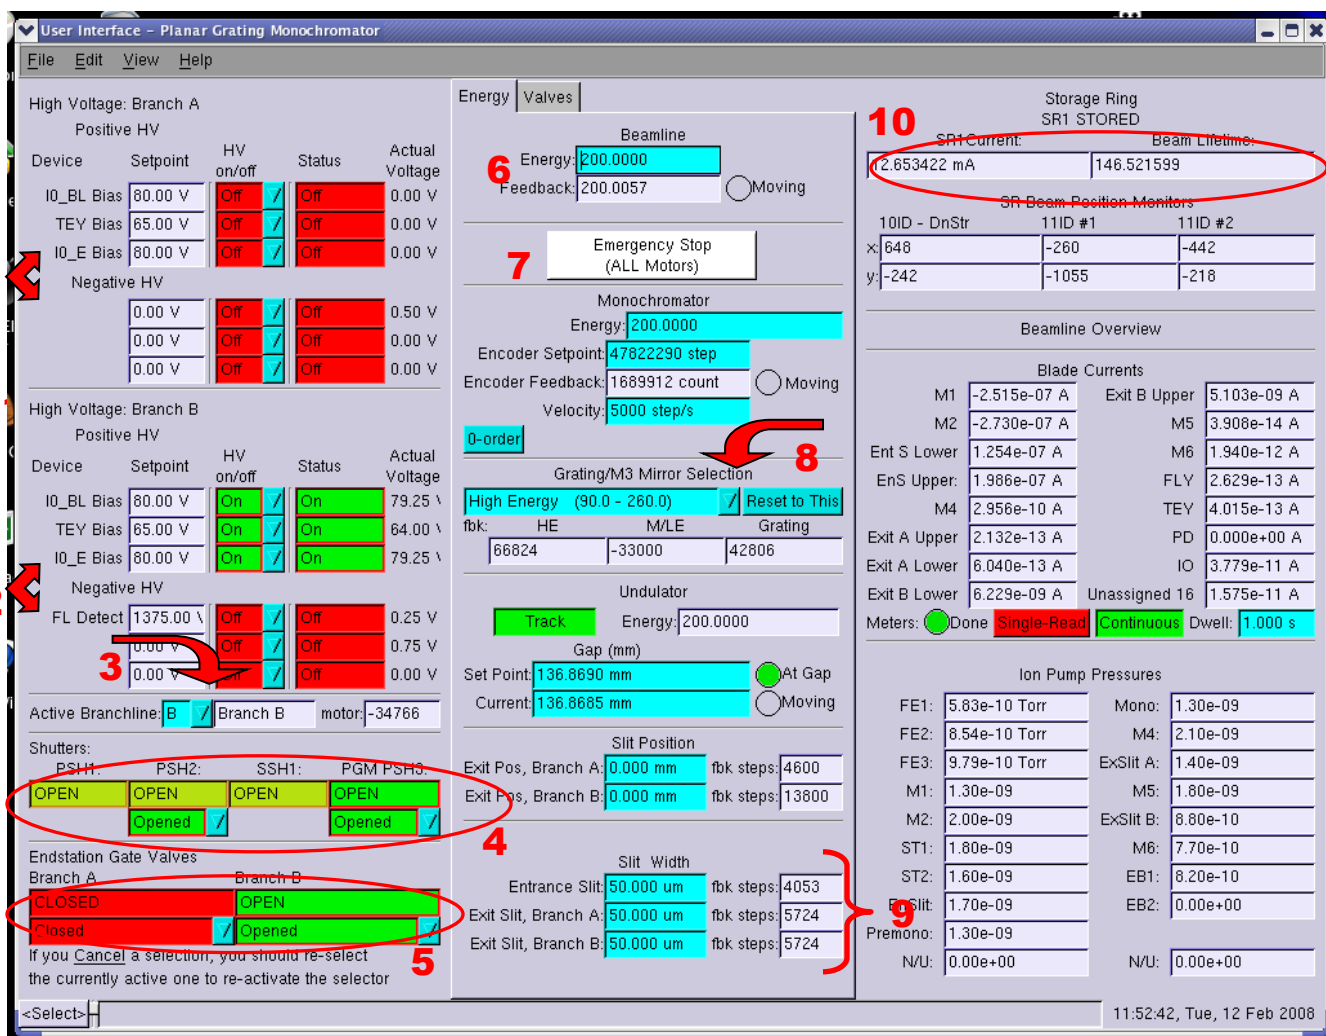 User Interface - Planar Grating Monochromator
File Edit View Help
High Voltage: Branch A
Positive HV
Device Setpoint HV on/off Status Actual Voltage
I0_BL Bias 80.00 V Off Off 0.00 V
TEY Bias 65.00 V Off Off 0.00 V
I0_E Bias 80.00 V Off Off 0.00 V
Negative HV
0.00 V Off Off 0.50 V
0.00 V Off Off 0.00 V
0.00 V Off Off 0.00 V
High Voltage: Branch B
Positive HV
Device Setpoint HV on/off Status Actual Voltage
I0_BL Bias 80.00 V On On 79.25
TEY Bias 65.00 V On On 64.00
I0_E Bias 80.00 V On On 79.25
Negative HV
FL Detect 1375.00 Off Off 0.25 V
0.00 V Off Off 0.75 V
3
0.00 V Off Off 0.00 V
Active Branchline: B Branch B motor: -34766
Shutters:
PSH1: PSH2: SSH1: PGM PSH3:
OPEN OPEN OPEN OPEN
Opened Opened
4
Endstation Gate Valves
Branch A Branch B
CLOSED OPEN
Closed Opened
5
If you Cancel a selection, you should re-select
the currently active one to re-activate the selector
<Select>
Energy Valves
Beamline
6
Energy: 200.0000
Feedback: 200.0057 Moving
7
Emergency Stop
(ALL Motors)
Monochromator
Energy: 200.0000
Encoder Setpoint: 47822290 step
Encoder Feedback: 1689912 count Moving
Velocity: 5000 step/s
0-order
8
Grating/M3 Mirror Selection
High Energy (90.0 - 260.0) Reset to This
fbk: HE M/LE Grating
66824 -33000 42806
Undulator
Track Energy: 200.0000
Gap (mm)
Set Point: 136.8690 mm At Gap
Current: 136.8685 mm Moving
Slit Position
Exit Pos, Branch A: 0.000 mm fbk steps: 4600
Exit Pos, Branch B: 0.000 mm fbk steps: 13800
Slit Width
Entrance Slit: 50.000 um fbk steps: 4053
Exit Slit, Branch A: 50.000 um fbk steps: 5724
Exit Slit, Branch B: 50.000 um fbk steps: 5724
9
Storage Ring
SR1 STORED
10
SR1Current: Beam Lifetime:
12.653422 mA 146.521599
SR Beam Position Monitors
10ID - DnStr 11ID #1 11ID #2
x: 648 -260 -442
y: -242 -1055 -218
Beamline Overview
Blade Currents
M1 -2.515e-07 A Exit B Upper 5.103e-09 A
M2 -2.730e-07 A M5 3.908e-14 A
Ent S Lower 1.254e-07 A M6 1.940e-12 A
EnS Upper: 1.986e-07 A FLY 2.629e-13 A
M4 2.956e-10 A TEY 4.015e-13 A
Exit A Upper 2.132e-13 A PD 0.000e+00 A
Exit A Lower 6.040e-13 A IO 3.779e-11 A
Exit B Lower 6.229e-09 A Unassigned 16 1.575e-11 A
Meters: Done Single-Read Continuous Dwell: 1.000 s
Ion Pump Pressures
FE1: 5.83e-10 Torr Mono: 1.30e-09
FE2: 8.54e-10 Torr M4: 2.10e-09
FE3: 9.79e-10 Torr ExSlit A: 1.40e-09
M1: 1.30e-09 M5: 1.80e-09
M2: 2.00e-09 ExSlit B: 8.80e-10
ST1: 1.80e-09 M6: 7.70e-10
ST2: 1.60e-09 EB1: 8.20e-10
EnSlit: 1.70e-09 EB2: 0.00e+00
Premono: 1.30e-09
N/U: 0.00e+00 N/U: 0.00e+00
11:52:42, Tue, 12 Feb 2008